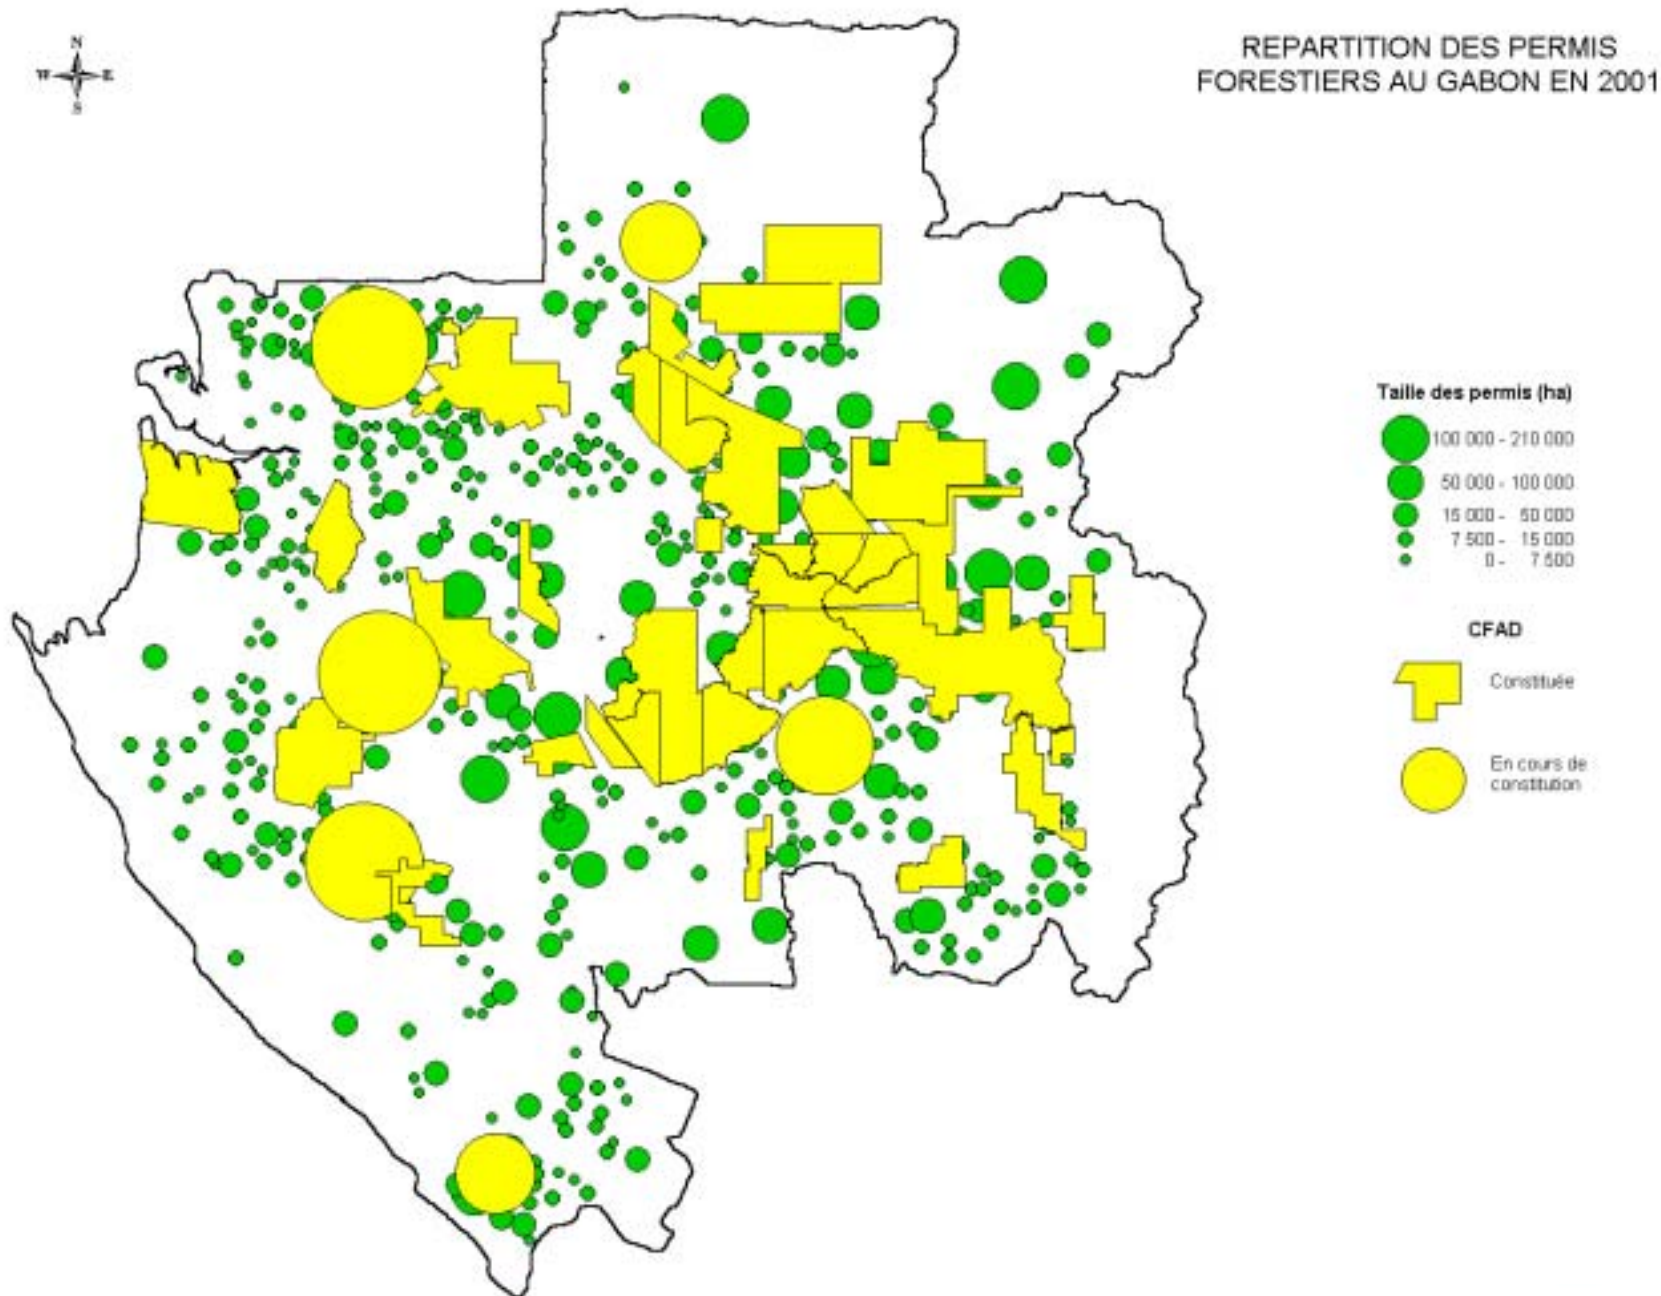 N
W E
S
REPARTITION DES PERMIS
FORESTIERS AU GABON EN 2001
Taille des permis (ha)
100 000 - 210 000
50 000 - 100 000
15 000 - 50 000
7 500 - 15 000
0 - 7 500
CFAD
Constituée
En cours de
constitution